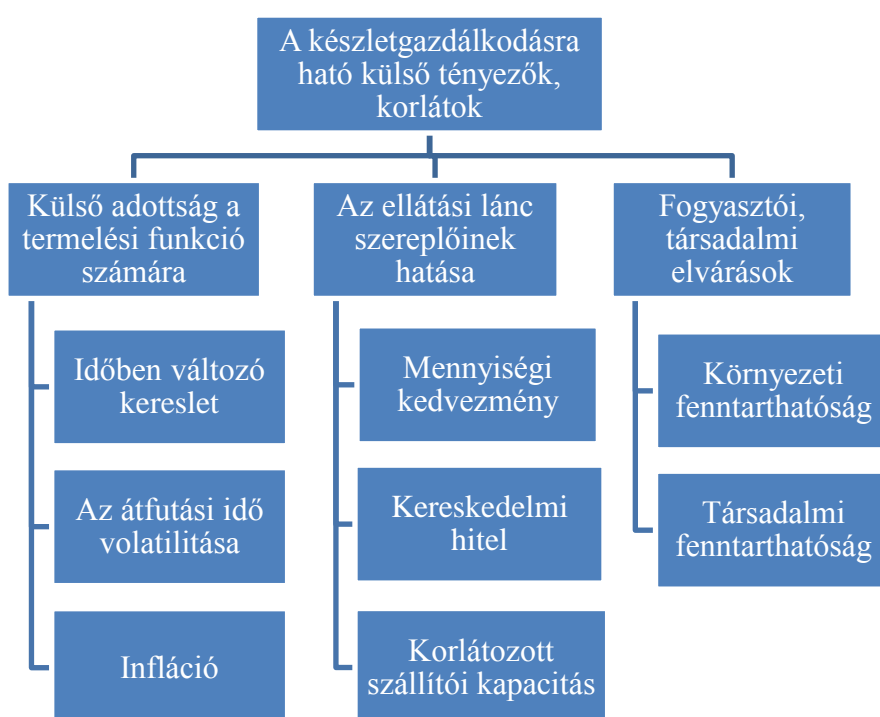 A készletgazdálkodásra
ható külső tényezők,
korlátok
Külső adottság a
termelési funkció
számára
Időben változó
kereslet
Az átfutási idő
volatilitása
Infláció
Az ellátási lánc
szereplőinek
hatása
Mennyiségi
kedvezmény
Kereskedelmi
hitel
Korlátozott
szállítói kapacitás
Fogyasztói,
társadalmi
elvárások
Környezeti
fenntarthatóság
Társadalmi
fenntarthatóság